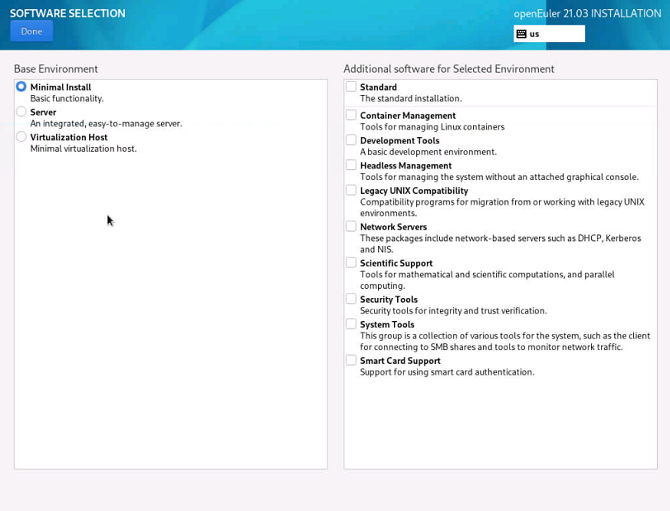 SOFTWARE SELECTION
openEuler 21.03 INSTALLATION
Done
us
Base Environment
Minimal Install
Basic functionality.
Server
An integrated, easy-to-manage server.
Virtualization Host
Minimal virtualization host.
Additional software for Selected Environment
Standard
The standard installation.
Container Management
Tools for managing Linux containers
Development Tools
A basic development environment.
Headless Management
Tools for managing the system without an attached graphical console.
Legacy UNIX Compatibility
Compatibility programs for migration from or working with legacy UNIX
environments.
Network Servers
These packages include network-based servers such as DHCP, Kerberos
and NIS.
Scientific Support
Tools for mathematical and scientific computations, and parallel
computing.
Security Tools
Security tools for integrity and trust verification.
System Tools
This group is a collection of various tools for the system, such as the client
for connecting to SMB shares and tools to monitor network traffic.
Smart Card Support
Support for using smart card authentication.